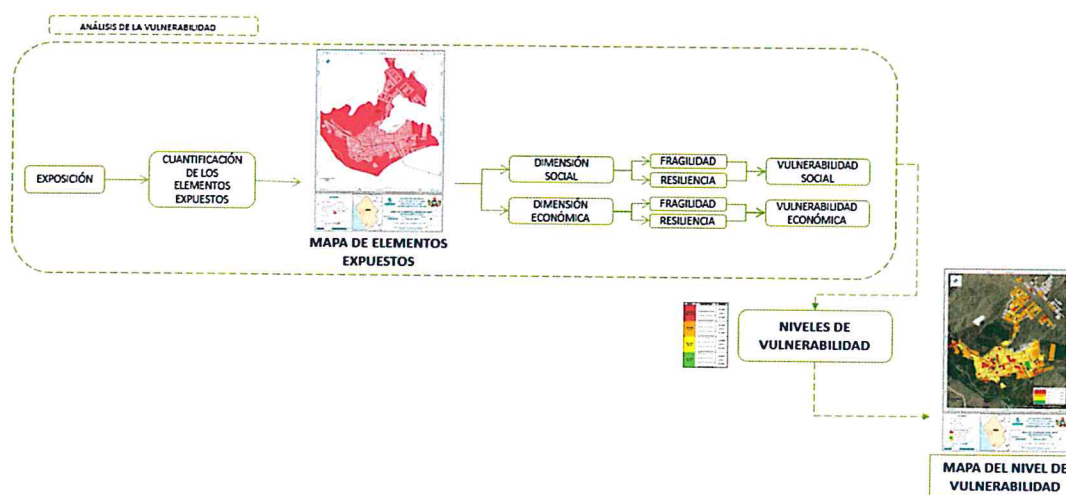 ANÁLISIS DE LA VULNERABILIDAD
EXPOSICIÓN
CUANTIFICACIÓN
DE LOS
ELEMENTOS
EXPUESTOS
MAPA DE ELEMENTOS
EXPUESTOS
DIMENSIÓN
SOCIAL
FRAGILIDAD
RESILIENCIA
VULNERABILIDAD
SOCIAL
DIMENSIÓN
ECONÓMICA
FRAGILIDAD
RESILIENCIA
VULNERABILIDAD
ECONÓMICA
NIVELES DE
VULNERABILIDAD
MAPA DEL NIVEL DE
VULNERABILIDAD